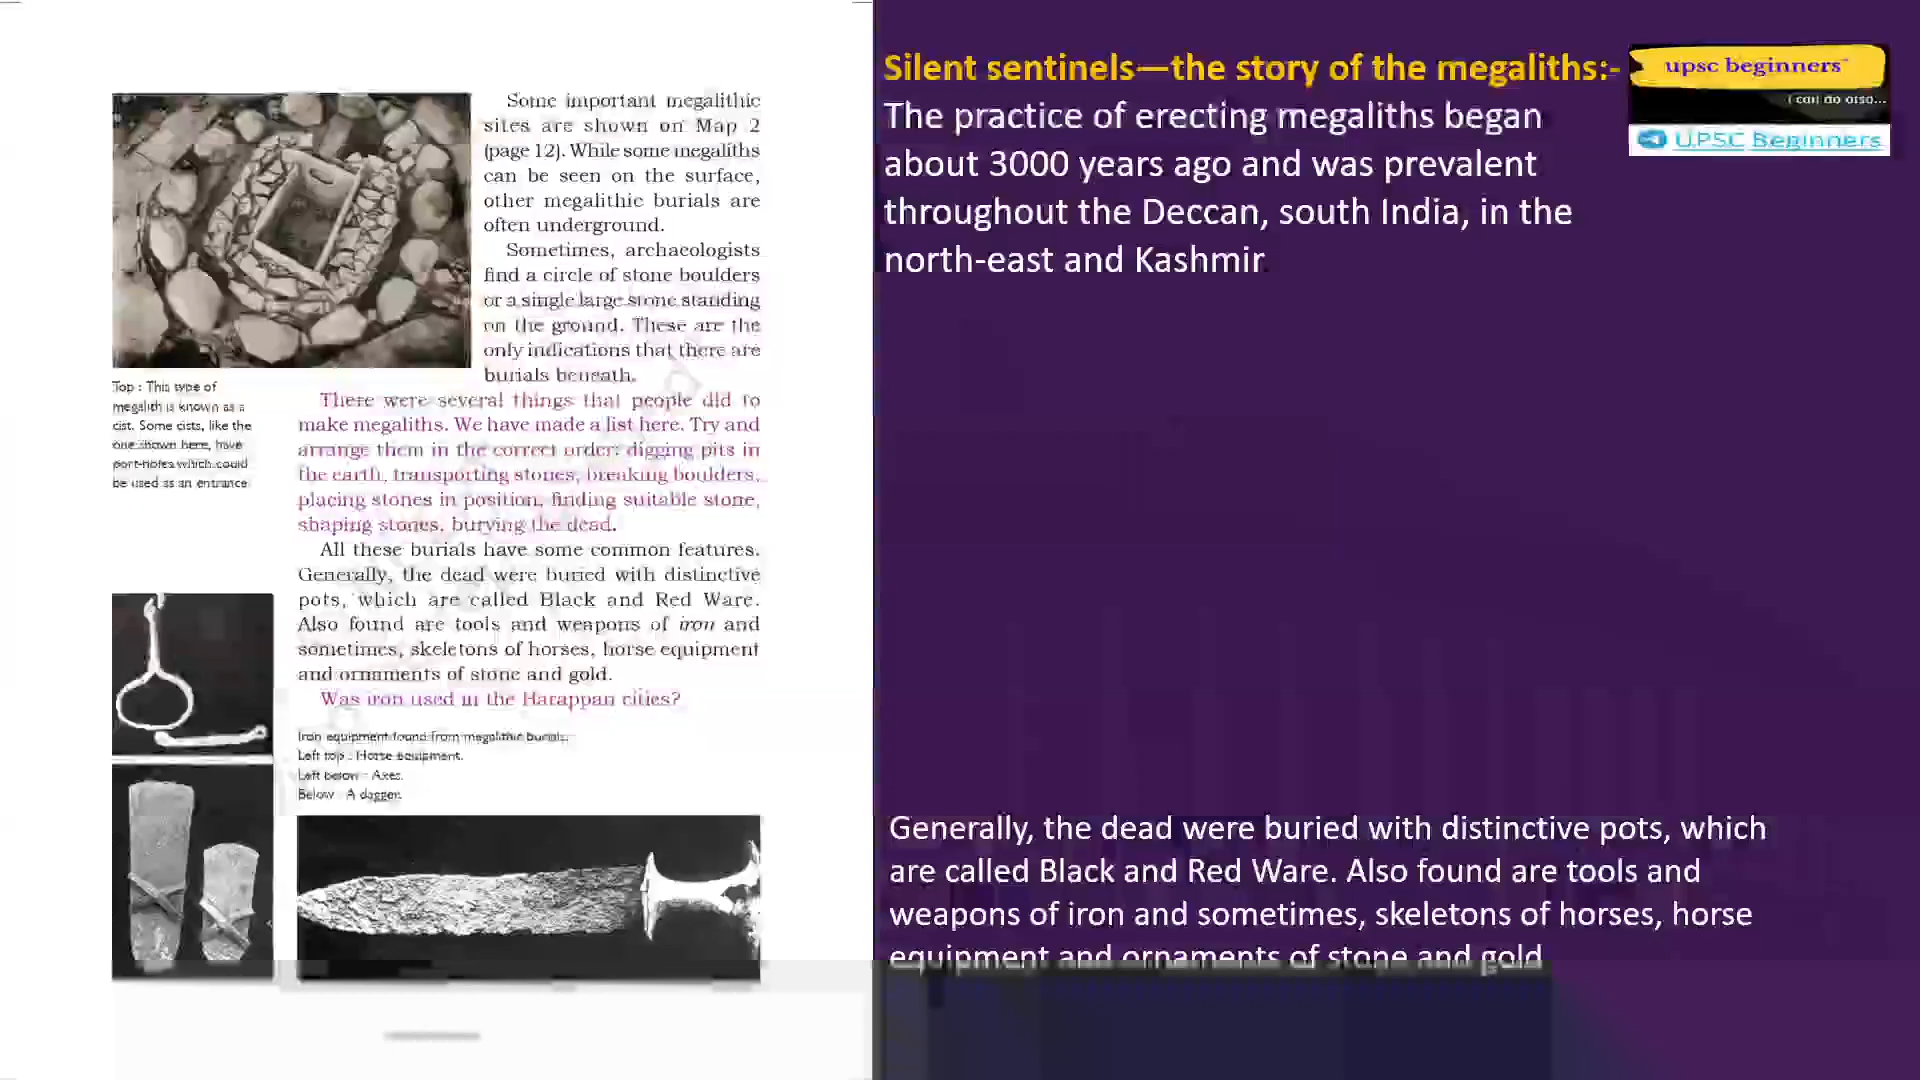 Some important megalithic
sites are shown on Map 2
(page 12). While some megaliths
can be seen on the surface,
other megalithic burials are
often underground.
Sometimes, archaeologists
find a circle of stone boulders
or a single large stone standing
on the ground. These are the
only indications that there are
burials beneath.
Top : This type of
megalith is known as a
cist. Some cists, like the
one shown here, have
port-holes which could
be used as an entrance
There were several things that people did to
make megaliths. We have made a list here. Try and
arrange them in the correct order: digging pits in
the earth, transporting stones, breaking boulders,
placing stones in position, finding suitable stone,
shaping stones, burying the dead.
All these burials have some common features.
Generally, the dead were buried with distinctive
pots, which are called Black and Red Ware.
Also found are tools and weapons of iron and
sometimes, skeletons of horses, horse equipment
and ornaments of stone and gold.
Was iron used in the Harappan cities?
Iron equipment found from megalithic burials.
Left top : Horse equipment.
Left below : Axes.
Below : A dagger.
Silent sentinels—the story of the megaliths:-
The practice of erecting megaliths began
about 3000 years ago and was prevalent
throughout the Deccan, south India, in the
north-east and Kashmir
upsc beginners
I can do also...
UPSC Beginners
Generally, the dead were buried with distinctive pots, which
are called Black and Red Ware. Also found are tools and
weapons of iron and sometimes, skeletons of horses, horse
equipment and ornaments of stone and gold